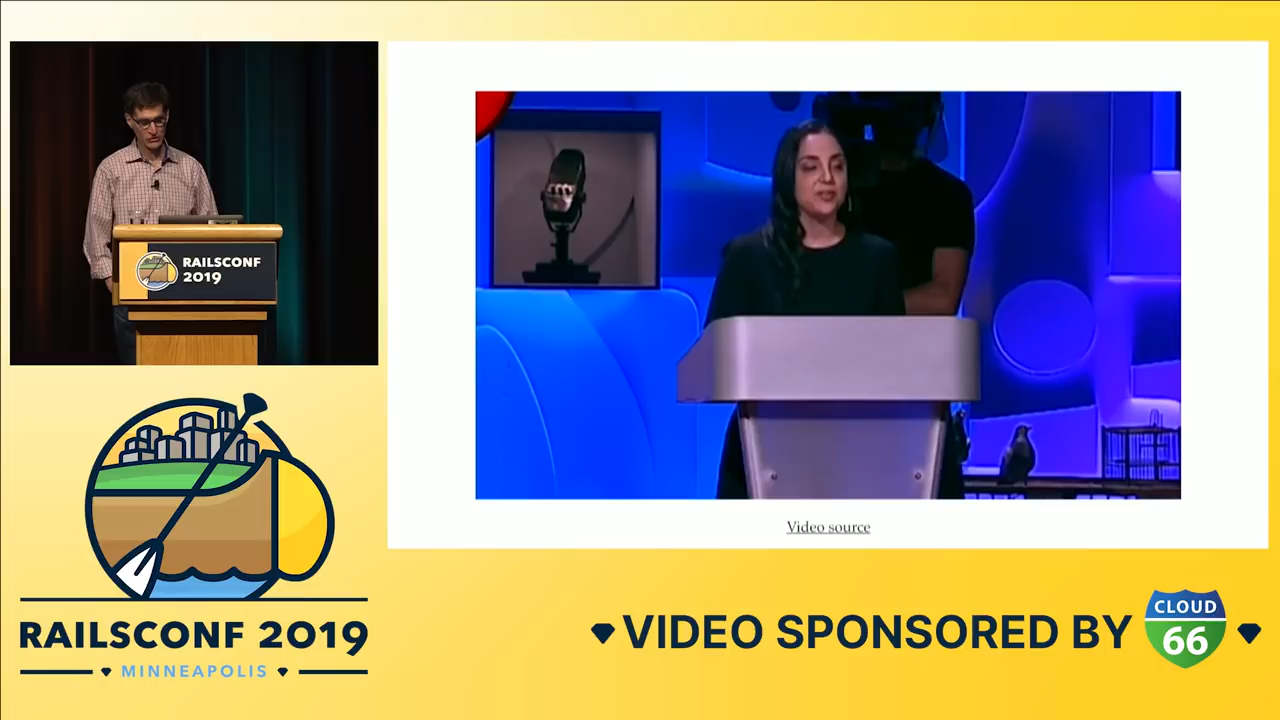 RAILSCONF
2019
Video source
RAILSCONF 2019
MINNEAPOLIS
VIDEO SPONSORED BY
CLOUD
66